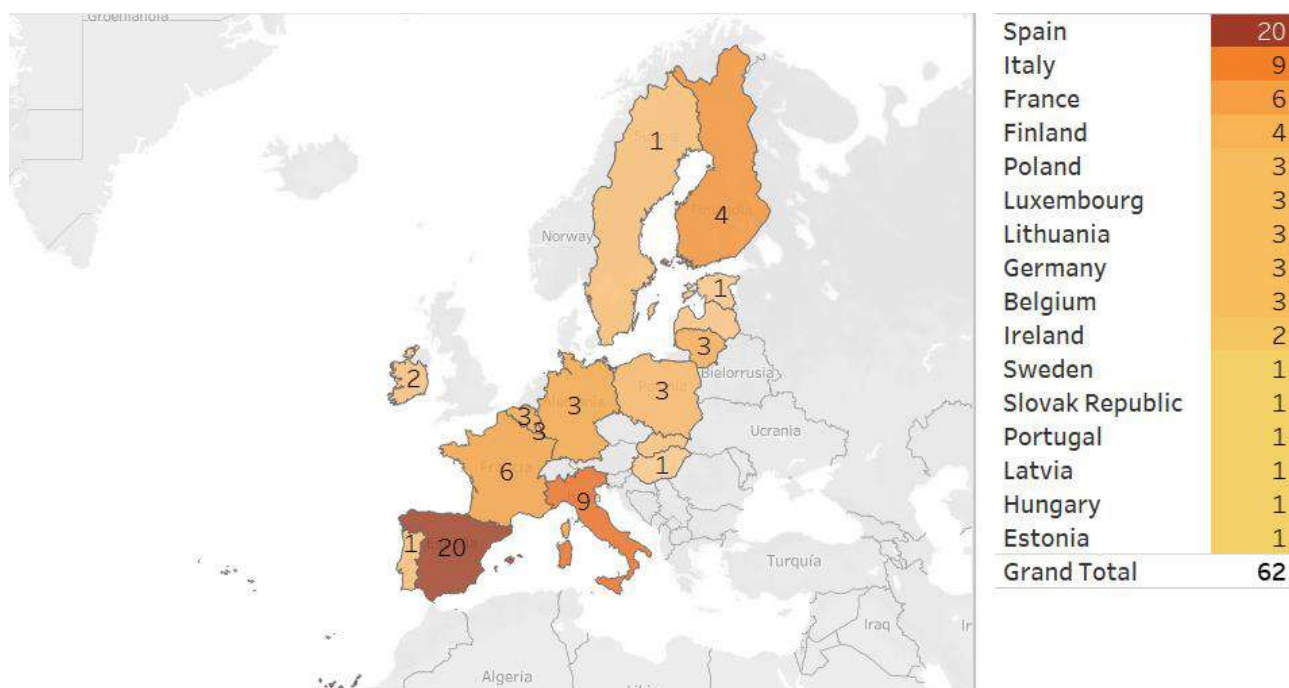 Groenlandia
1
4
Norway
1
3
Bielorrusia
2
3
3
3
3
Ucrania
6
1
9
1
20
Turquía
Iraq
Argelia
Spain 20
Italy 9
France 6
Finland 4
Poland 3
Luxembourg 3
Lithuania 3
Germany 3
Belgium 3
Ireland 2
Sweden 1
Slovak Republic 1
Portugal 1
Latvia 1
Hungary 1
Estonia 1
Grand Total 62